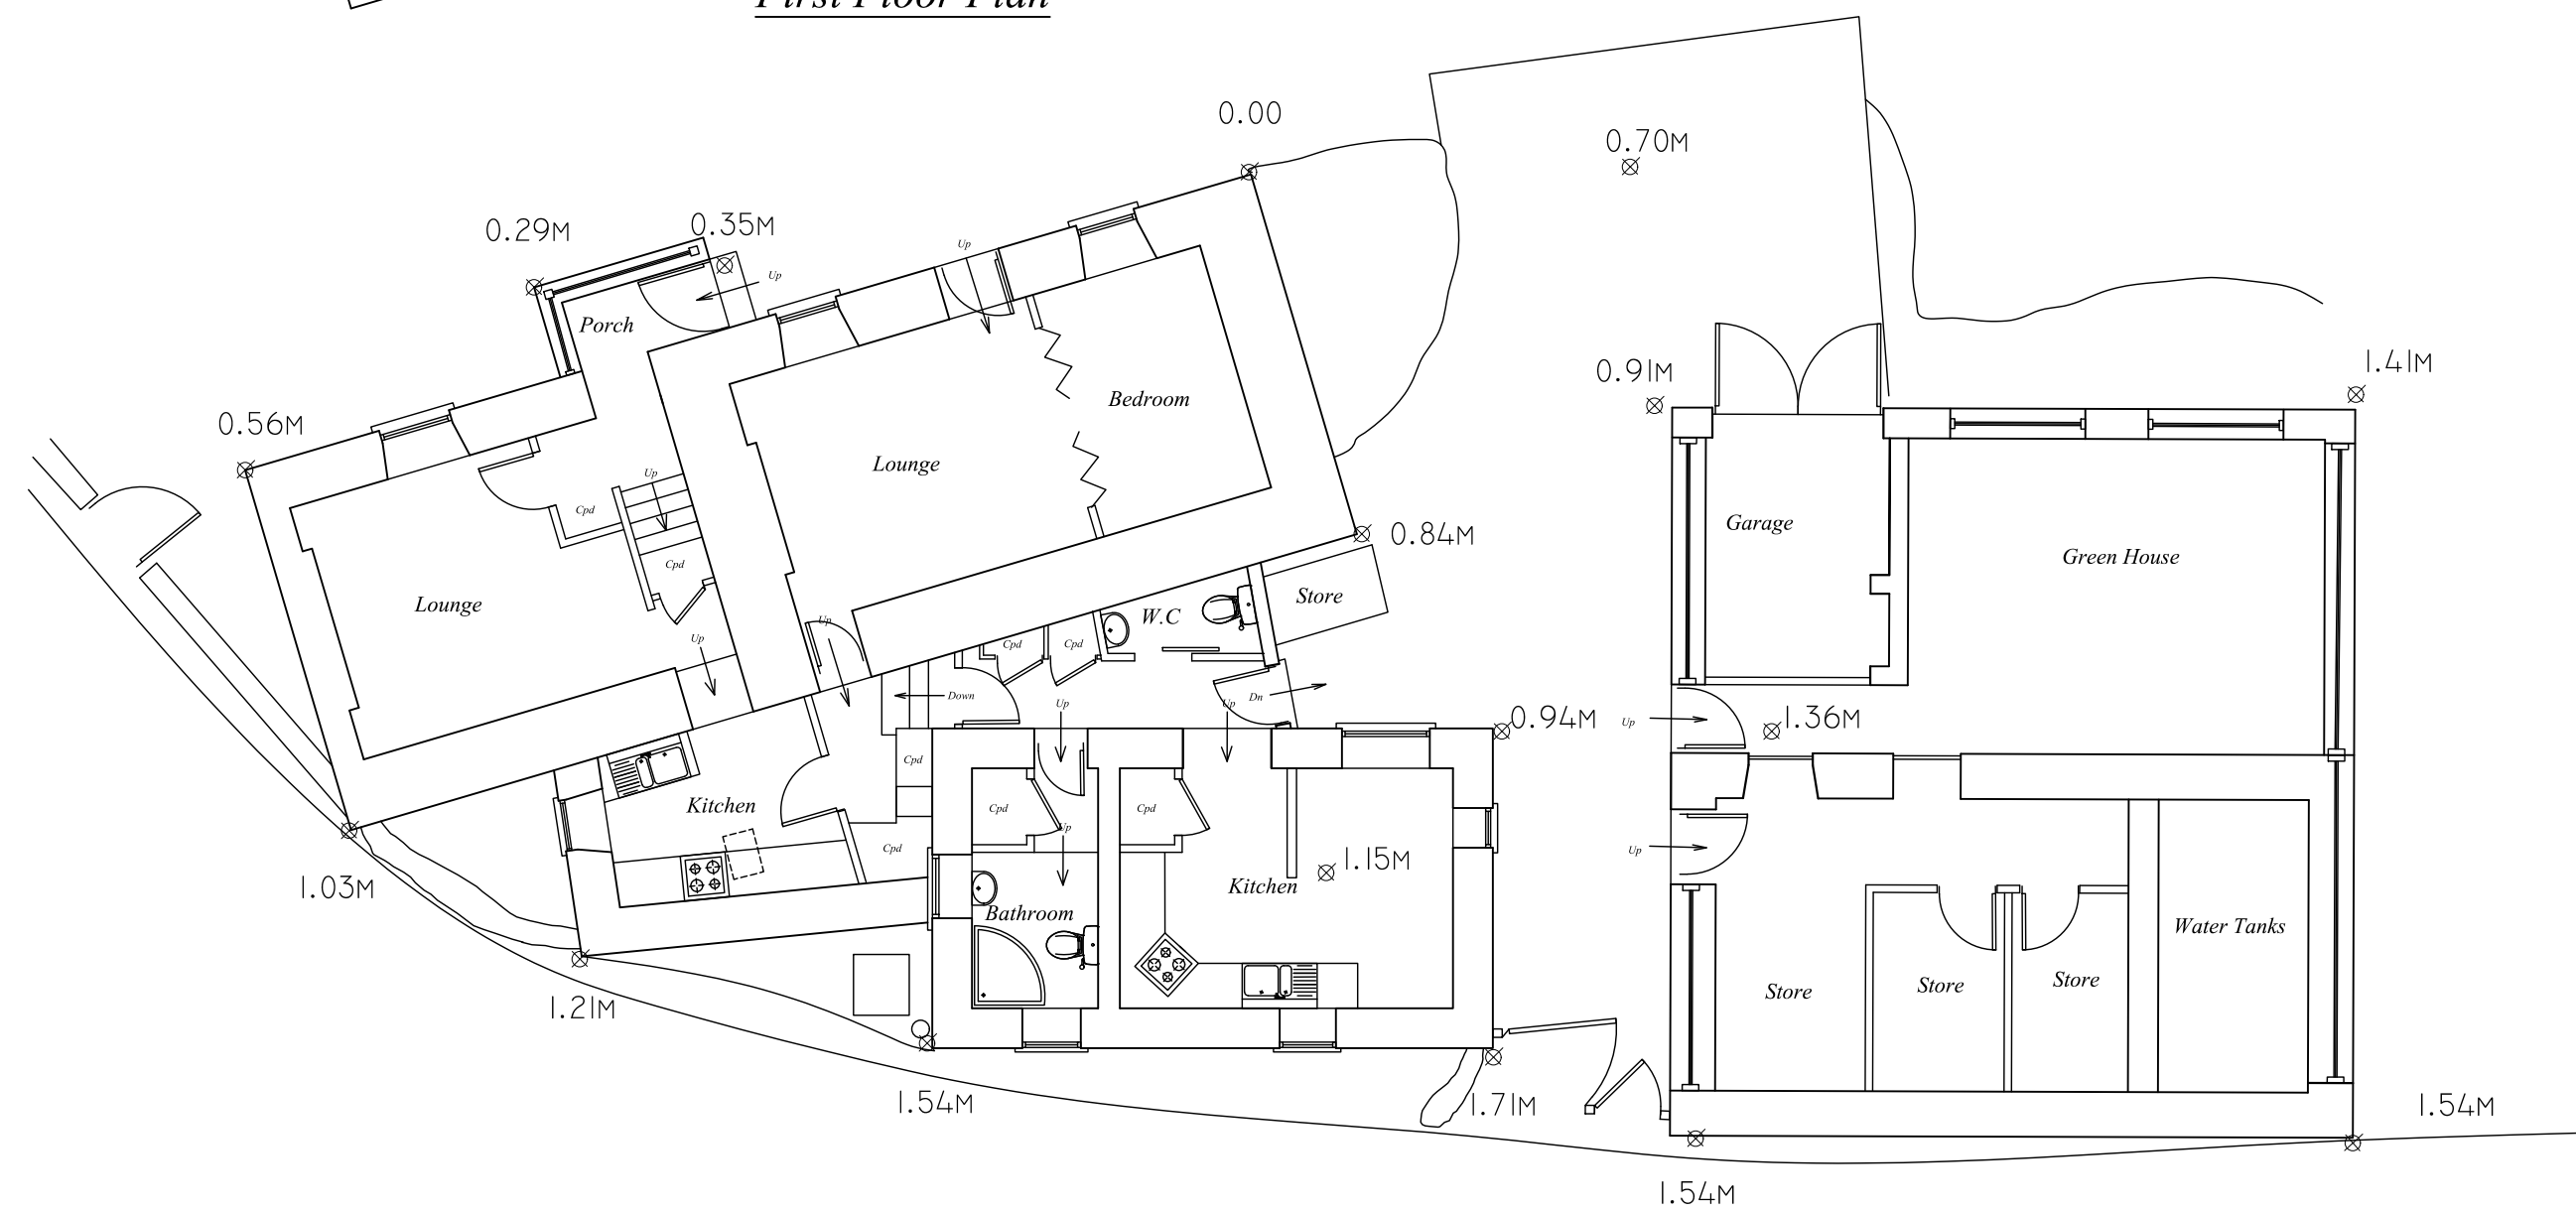 First Floor Plan
0.00
0.70M
0.29M
0.35M
Up
Up
Porch
0.91M
1.41M
0.56M
Bedroom
Lounge
Up
Cpd
Garage
Green House
0.84M
Cpd
Lounge
Store
W.C
Up
Up
Cpd
Cpd
Down
Dn
Up
Up
0.94M
Up
1.36M
Cpd
Kitchen
Cpd
Cpd
Up
Cpd
Up
1.15M
Kitchen
1.03M
Bathroom
Water Tanks
Store
Store
Store
1.21M
1.54M
1.71M
1.54M
1.54M